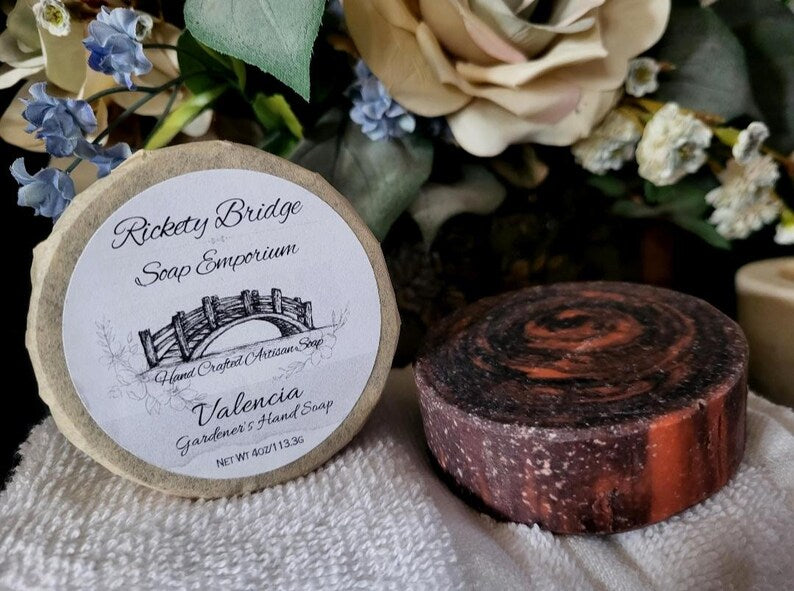 Rickety Bridge
Soap Emporium
Hand Crafted Artisan Soap
Valencia
Gardener's Hand Soap
NET WT 4OZ/113.3G